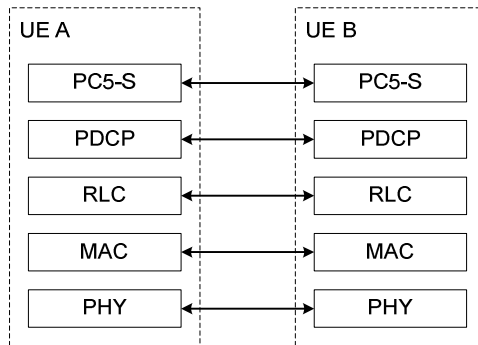 UE A
UE B
PC5-S
PC5-S
PDCP
PDCP
RLC
RLC
MAC
MAC
PHY
PHY